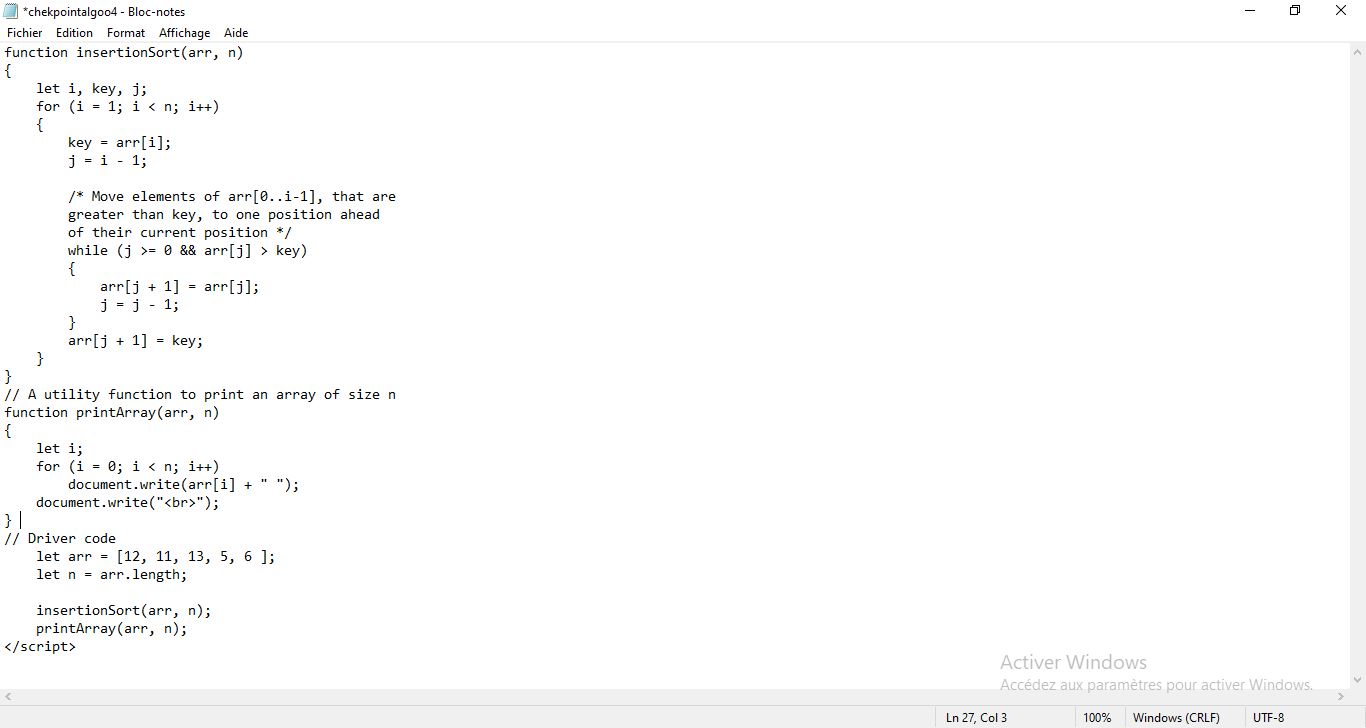 *chekpointalgoo4 - Bloc-notes
Fichier Edition Format Affichage Aide
function insertionSort(arr, n)
{
    let i, key, j;
    for (i = 1; i < n; i++)
    {
        key = arr[i];
        j = i - 1;

        /* Move elements of arr[0..i-1], that are
        greater than key, to one position ahead
        of their current position */
        while (j >= 0 && arr[j] > key)
        {
            arr[j + 1] = arr[j];
            j = j - 1;
        }
        arr[j + 1] = key;
    }
}
// A utility function to print an array of size n
function printArray(arr, n)
{
    let i;
    for (i = 0; i < n; i++)
        document.write(arr[i] + " ");
    document.write("<br>");
}
// Driver code
    let arr = [12, 11, 13, 5, 6 ];
    let n = arr.length;

    insertionSort(arr, n);
    printArray(arr, n);
</script>
Activer Windows
Accédez aux paramètres pour activer Windows.
Ln 27, Col 3 100% Windows (CRLF) UTF-8